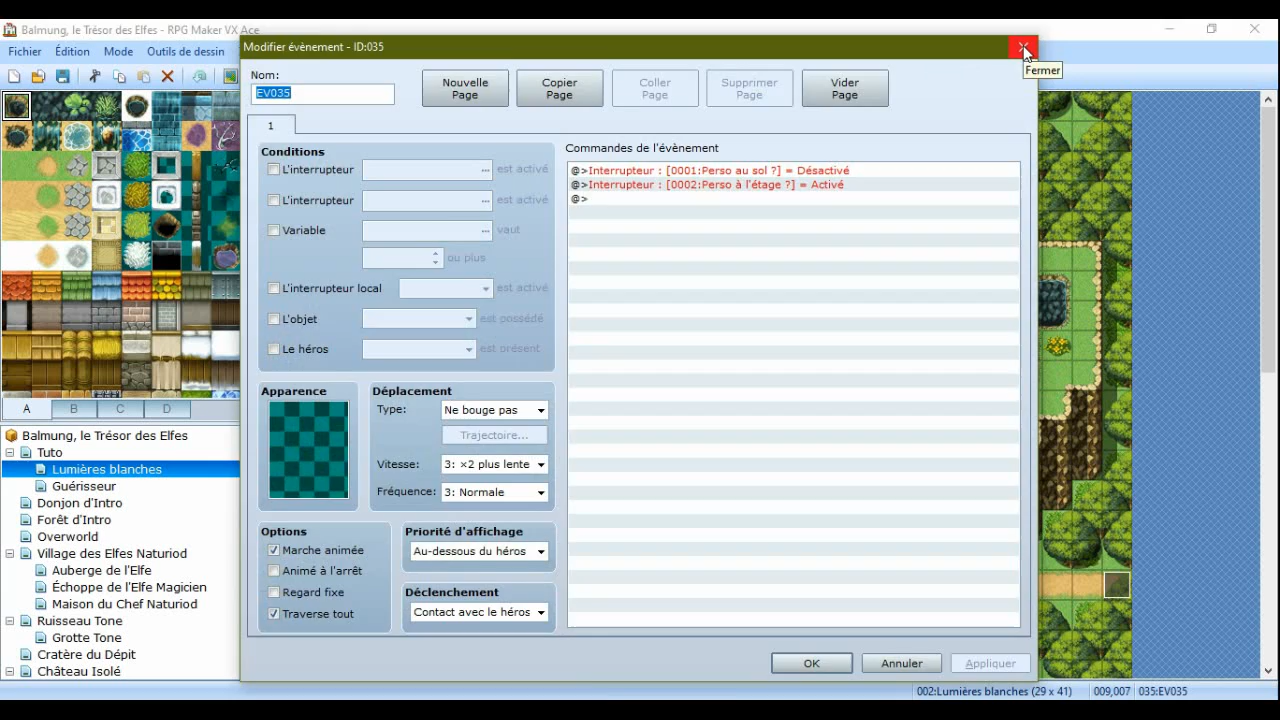 Balmung, le Trésor des Elfes - RPG Maker VX Ace
Fichier Édition Mode Outils de dessin
Modifier évènement - ID:035
Fermer
Nom:
EV035
Nouvelle Page
Copier Page
Coller Page
Supprimer Page
Vider Page
1
Conditions
L'interrupteur ... est activé
L'interrupteur ... est activé
Variable ... vaut
ou plus
L'interrupteur local est activé
L'objet est possédé
Le héros est présent
Commandes de l'évènement
@>Interrupteur : [0001:Perso au sol ?] = Désactivé
@>Interrupteur : [0002:Perso à l'étage ?] = Activé
@>
Apparence
Déplacement
Type: Ne bouge pas
Trajectoire...
Vitesse: 3: ×2 plus lente
Fréquence: 3: Normale
Options
Marche animée
Animé à l'arrêt
Regard fixe
Traverse tout
Priorité d'affichage
Au-dessous du héros
Déclenchement
Contact avec le héros
OK Annuler Appliquer
A B C D
Balmung, le Trésor des Elfes
Tuto
Lumières blanches
Guérisseur
Donjon d'Intro
Forêt d'Intro
Overworld
Village des Elfes Naturiod
Auberge de l'Elfe
Échoppe de l'Elfe Magicien
Maison du Chef Naturiod
Ruisseau Tone
Grotte Tone
Cratère du Dépit
Château Isolé
002:Lumières blanches (29 x 41) 009,007 035:EV035